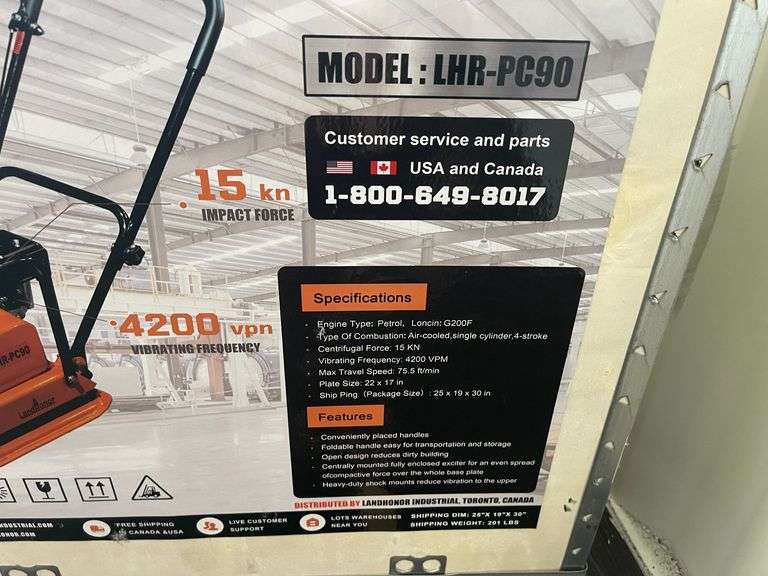 MODEL : LHR-PC90
Customer service and parts
USA and Canada
1-800-649-8017
15 kn
IMPACT FORCE
4200 vpn
VIBRATING FREQUENCY
HR-PC90
LandHonor
Specifications
· Engine Type: Petrol, Loncin: G200F
· Type Of Combustion: Air-cooled,single cylinder,4-stroke
· Centrifugal Force: 15 KN
· Vibrating Frequency: 4200 VPM
· Max Travel Speed: 75.5 ft/min
· Plate Size: 22 x 17 in
· Ship Ping (Package Size) : 25 x 19 x 30 in
Features
· Conveniently placed handles
· Foldable handle easy for transportation and storage
· Open design reduces dirty building
· Centrally mounted fully enclosed exciter for an even spread
ofcompactive force over the whole base plate
· Heavy-duty shock mounts reduce vibration to the upper
DISTRIBUTED BY LANDHONOR INDUSTRIAL, TORONTO, CANADA
NDUSTRIAL.COM
NOR.COM
FREE SHIPPING
CANADA &USA
LIVE CUSTOMER
SUPPORT
LOTS WAREHOUSES
NEAR YOU
SHIPPING DIM: 25"X 19"X 30"
SHIPPING WEIGHT: 201 LBS